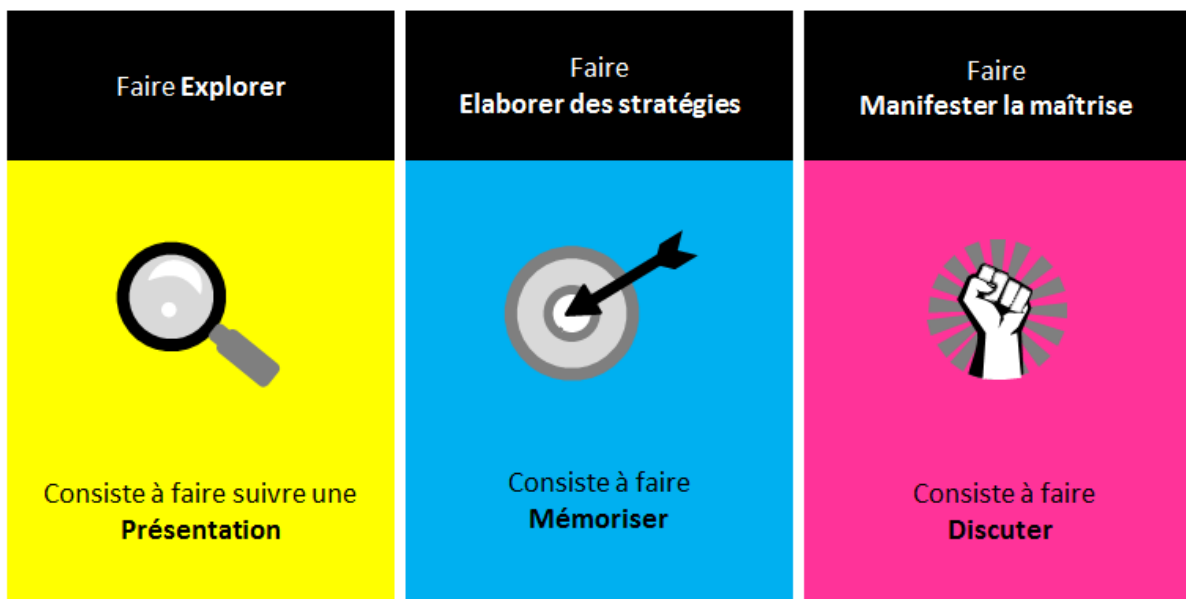 Faire Explorer
Faire
Elaborer des stratégies
Faire
Manifester la maîtrise
Consiste à faire suivre une
Présentation
Consiste à faire
Mémoriser
Consiste à faire
Discuter